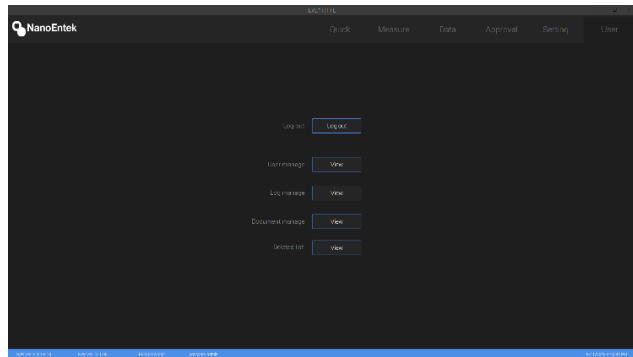 NanoEntek
Quick Measure Data Approval Setting User
Log out Log out
User manage View
Log manage View
Document manage View
Deleted list View